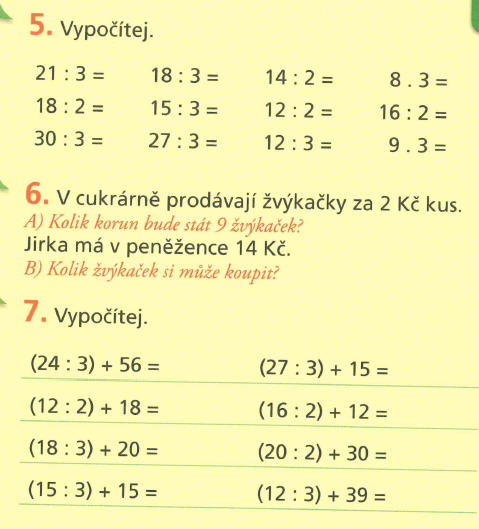 5. Vypočítej.
21 : 3 = 18 : 3 = 14 : 2 = 8 . 3 =
18 : 2 = 15 : 3 = 12 : 2 = 16 : 2 =
30 : 3 = 27 : 3 = 12 : 3 = 9 . 3 =
6. V cukrárně prodávají žvýkačky za 2 Kč kus.
A) Kolik korun bude stát 9 žvýkaček?
Jirka má v peněžence 14 Kč.
B) Kolik žvýkaček si může koupit?
7. Vypočítej.
(24 : 3) + 56 = (27 : 3) + 15 =
(12 : 2) + 18 = (16 : 2) + 12 =
(18 : 3) + 20 = (20 : 2) + 30 =
(15 : 3) + 15 = (12 : 3) + 39 =